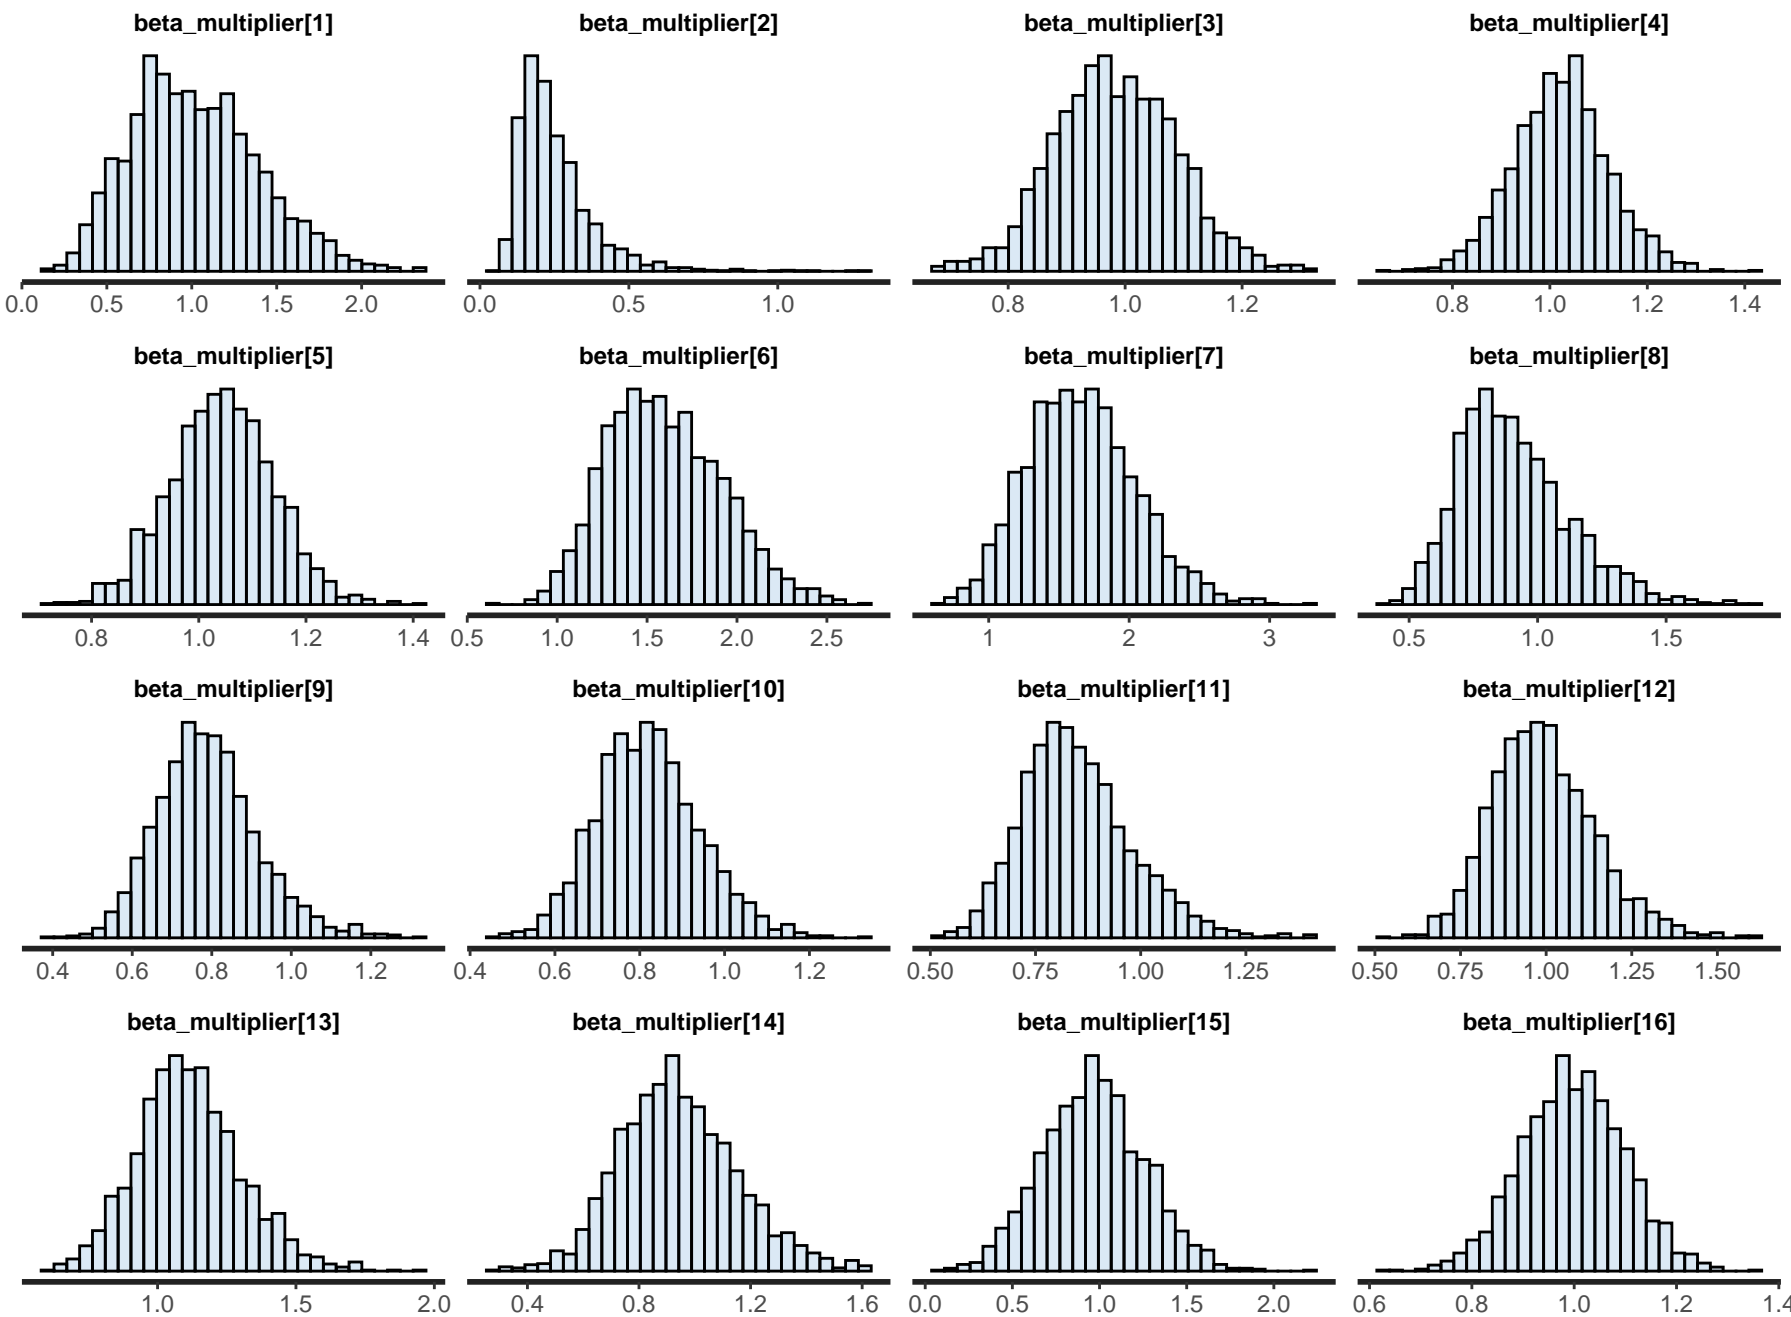 beta_multiplier[1] beta_multiplier[2] beta_multiplier[3] beta_multiplier[4]
0.0 0.5 1.0 1.5 2.0 0.0 0.5 1.0 0.8 1.0 1.2 0.8 1.0 1.2 1.4
beta_multiplier[5] beta_multiplier[6] beta_multiplier[7] beta_multiplier[8]
0.8 1.0 1.2 1.4 0.5 1.0 1.5 2.0 2.5 1 2 3 0.5 1.0 1.5
beta_multiplier[9] beta_multiplier[10] beta_multiplier[11] beta_multiplier[12]
0.4 0.6 0.8 1.0 1.2 0.4 0.6 0.8 1.0 1.2 0.50 0.75 1.00 1.25 0.50 0.75 1.00 1.25 1.50
beta_multiplier[13] beta_multiplier[14] beta_multiplier[15] beta_multiplier[16]
1.0 1.5 2.0 0.4 0.8 1.2 1.6 0.0 0.5 1.0 1.5 2.0 0.6 0.8 1.0 1.2 1.4